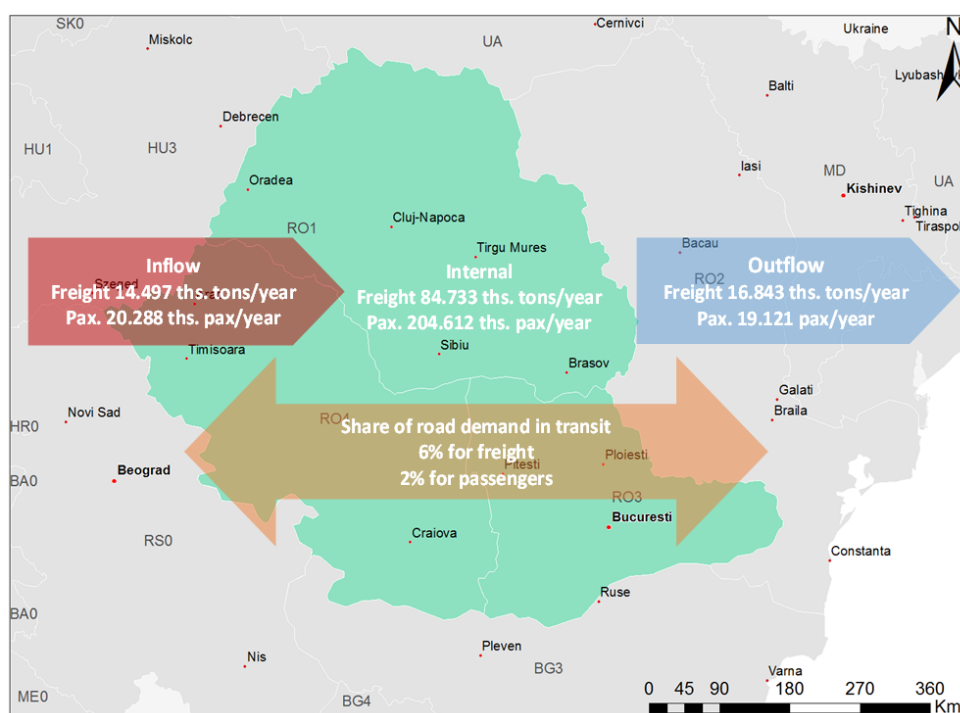 SK0
Cernivci
N
Miskolc
UA
Ukraine
Balti
Debrecen
HU1
HU3
Iasi
MD
Oradea
Kishinev
UA
Cluj-Napoca
RO1
Tighina
Tiraspol
Tirgu Mures
Bacau
RO2
Inflow
Freight 14.497 ths. tons/year
Pax. 20.288 ths. pax/year
Internal
Freight 84.733 ths. tons/year
Pax. 204.612 ths. pax/year
Outflow
Freight 16.843 ths. tons/year
Pax. 19.121 pax/year
Timisoara
Sibiu
Brasov
Galati
Braila
Novi Sad
HR0
RO4
Share of road demand in transit
6% for freight
2% for passengers
Pitesti
Ploiesti
BA0
Beograd
RO3
Bucuresti
RS0
Craiova
Constanta
BA0
Ruse
Nis
Pleven
BG3
Varna
ME0
BG4
0 45 90 180 270 360
Km